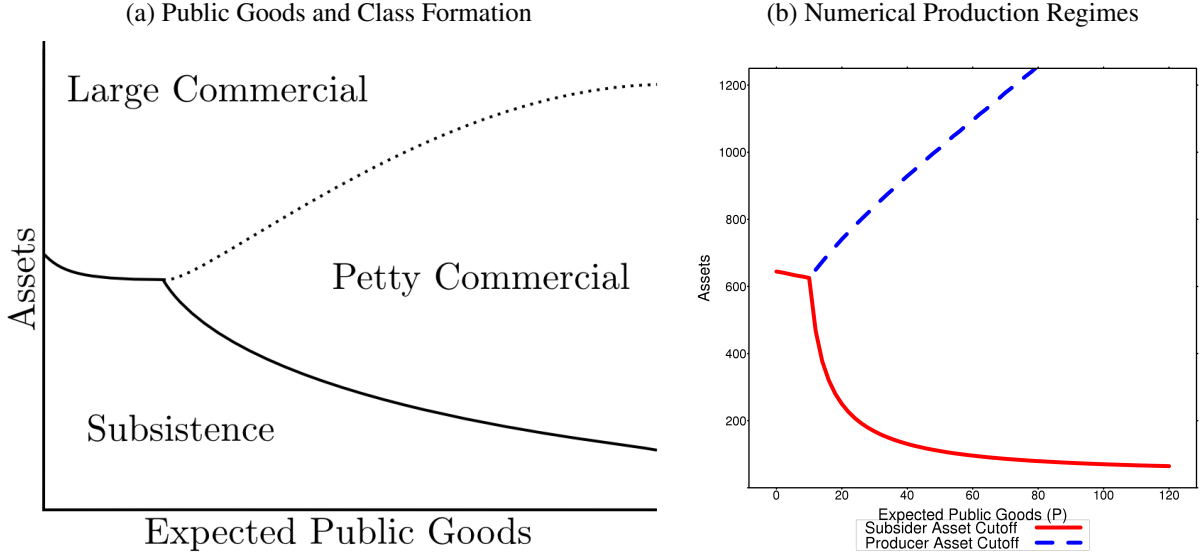 (a) Public Goods and Class Formation
Large Commercial
Petty Commercial
Subsistence
Assets
Expected Public Goods
(b) Numerical Production Regimes
1200
1000
800
600
400
200
Assets
0 20 40 60 80 100 120
Expected Public Goods (P)
Subsider Asset Cutoff
Producer Asset Cutoff